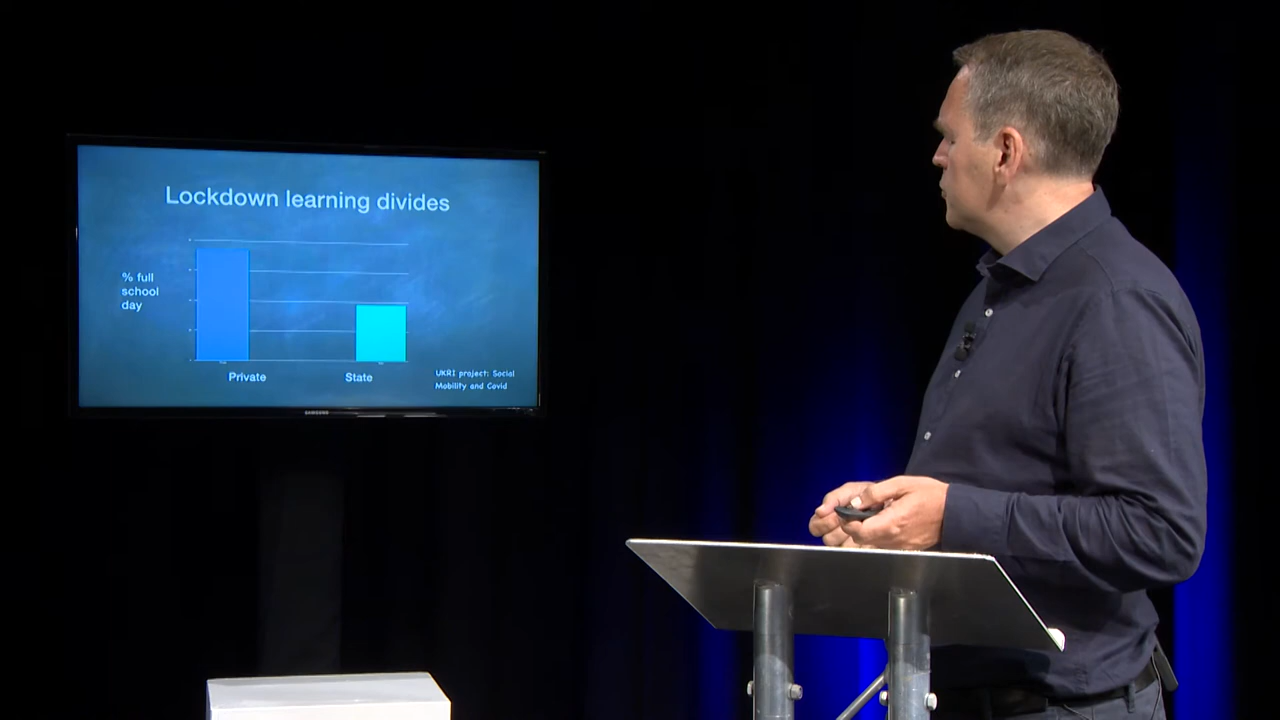 Lockdown learning divides
% full
school
day
Private
State
UKRI project: Social
Mobility and Covid
SAMSUNG